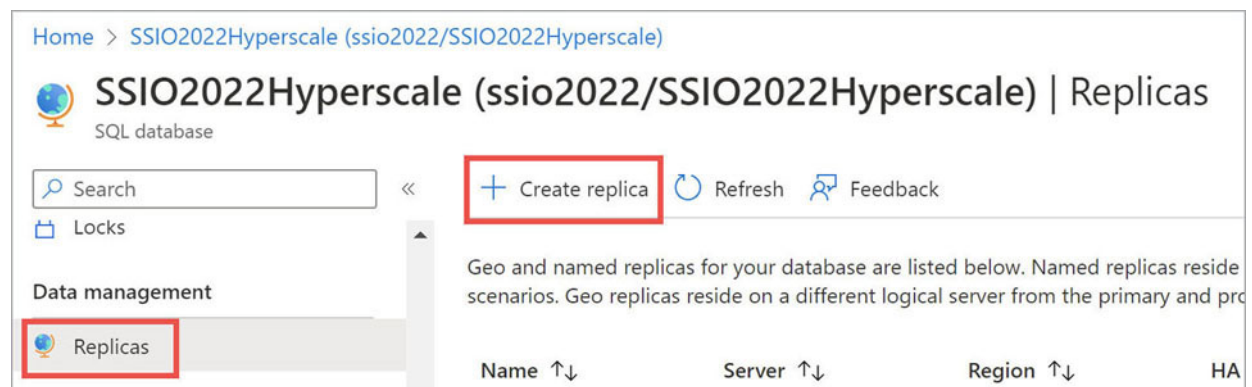 Home > SSIO2022Hyperscale (ssio2022/SSIO2022Hyperscale)
SSIO2022Hyperscale (ssio2022/SSIO2022Hyperscale) | Replicas
SQL database
Search
«
+ Create replica
Refresh
Feedback
Locks
Data management
Replicas
Geo and named replicas for your database are listed below. Named replicas reside
scenarios. Geo replicas reside on a different logical server from the primary and
Name ↑↓
Server ↑↓
Region ↑↓
HA